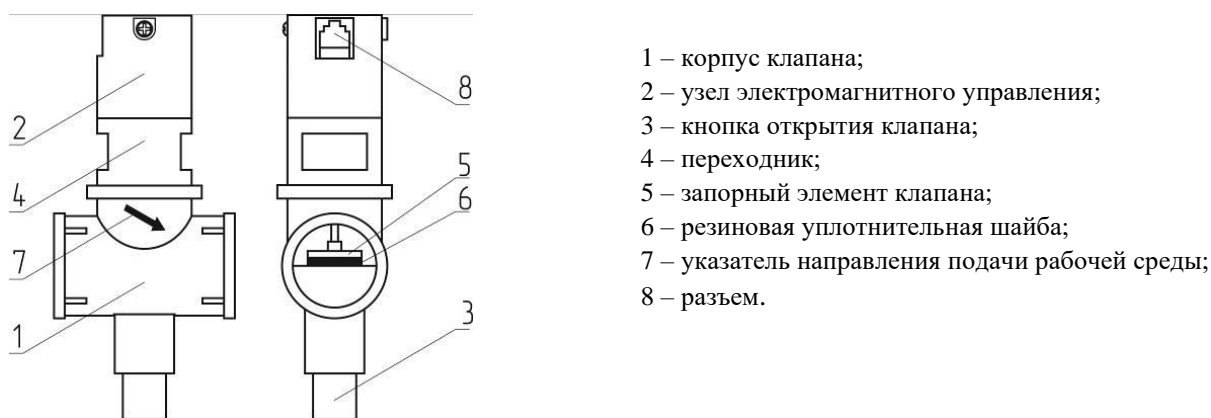 2
4
7
1
8
5
6
3
1 – корпус клапана;
2 – узел электромагнитного управления;
3 – кнопка открытия клапана;
4 – переходник;
5 – запорный элемент клапана;
6 – резиновая уплотнительная шайба;
7 – указатель направления подачи рабочей среды;
8 – разъем.